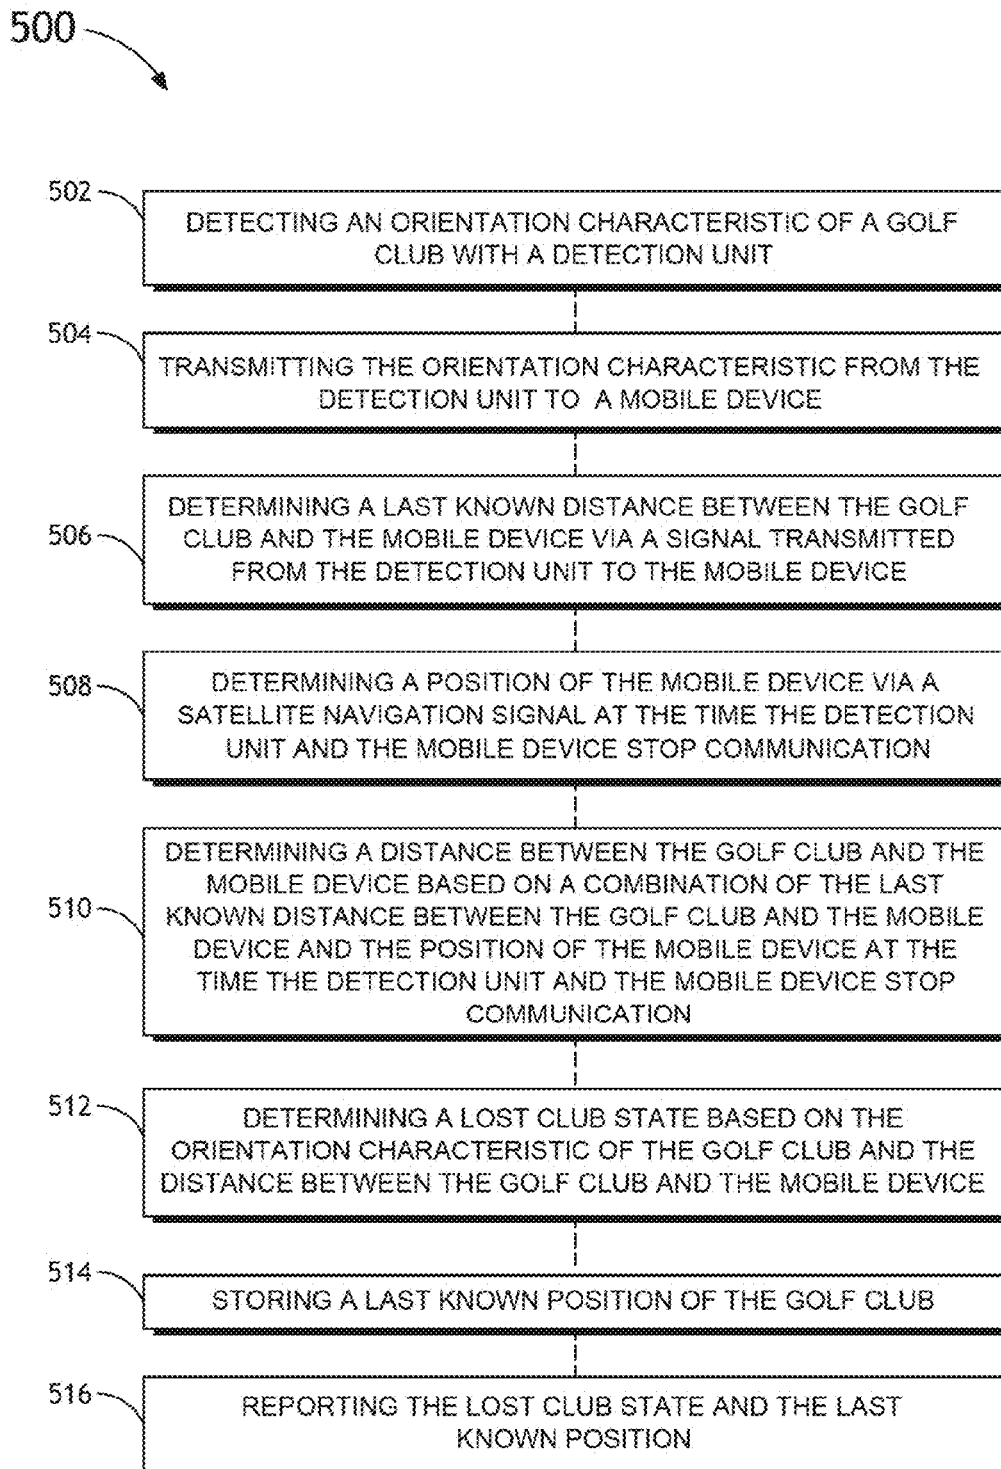 500
502
DETECTING AN ORIENTATION CHARACTERISTIC OF A GOLF
CLUB WITH A DETECTION UNIT
504
TRANSMITTING THE ORIENTATION CHARACTERISTIC FROM THE
DETECTION UNIT TO A MOBILE DEVICE
506
DETERMINING A LAST KNOWN DISTANCE BETWEEN THE GOLF
CLUB AND THE MOBILE DEVICE VIA A SIGNAL TRANSMITTED
FROM THE DETECTION UNIT TO THE MOBILE DEVICE
508
DETERMINING A POSITION OF THE MOBILE DEVICE VIA A
SATELLITE NAVIGATION SIGNAL AT THE TIME THE DETECTION
UNIT AND THE MOBILE DEVICE STOP COMMUNICATION
510
DETERMINING A DISTANCE BETWEEN THE GOLF CLUB AND THE
MOBILE DEVICE BASED ON A COMBINATION OF THE LAST
KNOWN DISTANCE BETWEEN THE GOLF CLUB AND THE MOBILE
DEVICE AND THE POSITION OF THE MOBILE DEVICE AT THE
TIME THE DETECTION UNIT AND THE MOBILE DEVICE STOP
COMMUNICATION
512
DETERMINING A LOST CLUB STATE BASED ON THE
ORIENTATION CHARACTERISTIC OF THE GOLF CLUB AND THE
DISTANCE BETWEEN THE GOLF CLUB AND THE MOBILE DEVICE
514
STORING A LAST KNOWN POSITION OF THE GOLF CLUB
516
REPORTING THE LOST CLUB STATE AND THE LAST
KNOWN POSITION